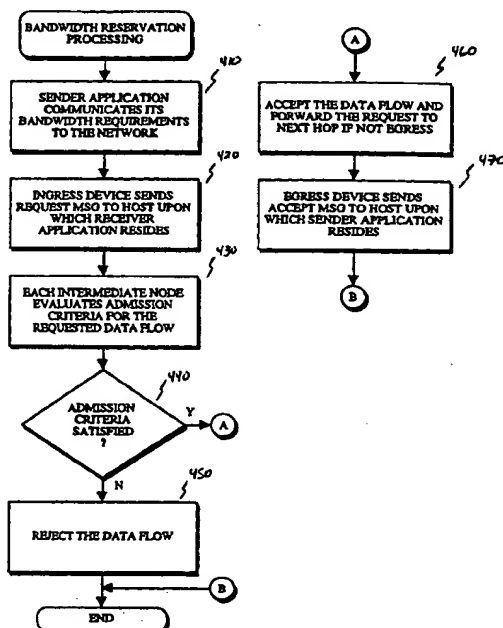 BANDWIDTH RESERVATION
PROCESSING
410
SENDER APPLICATION
COMMUNICATES ITS
BANDWIDTH REQUIREMENTS
TO THE NETWORK
420
INGRESS DEVICE SENDS
REQUEST MSG TO HOST UPON
WHICH RECEIVER
APPLICATION RESIDES
430
EACH INTERMEDIATE NODE
EVALUATES ADMISSION
CRITERIA FOR THE
REQUESTED DATA FLOW
440
ADMISSION
CRITERIA
SATISFIED
?
Y
A
N
450
REJECT THE DATA FLOW
B
END
A
460
ACCEPT THE DATA FLOW AND
FORWARD THE REQUEST TO
NEXT HOP IF NOT EGRESS
470
EGRESS DEVICE SENDS
ACCEPT MSG TO HOST UPON
WHICH SENDER APPLICATION
RESIDES
B